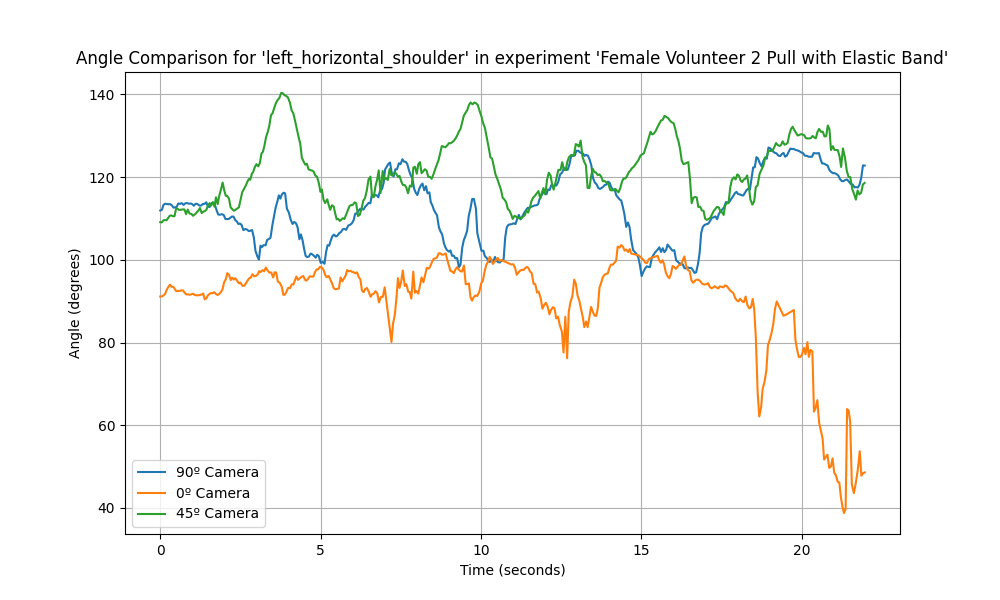 Angle Comparison for 'left_horizontal_shoulder' in experiment 'Female Volunteer 2 Pull with Elastic Band'
Angle (degrees)
140
120
100
80
60
40
90º Camera
0º Camera
45º Camera
0 5 10 15 20
Time (seconds)